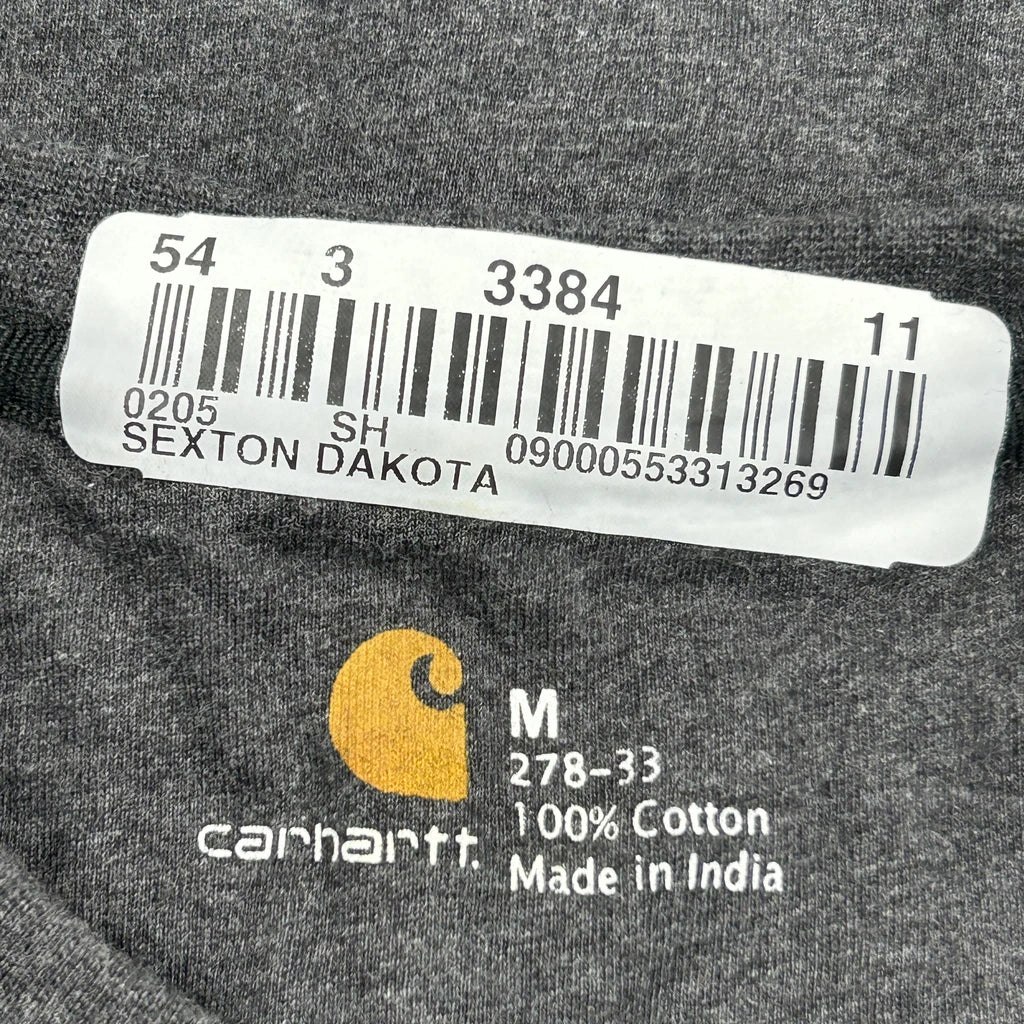 54 3 3384 11
0205 SH 09000553313269
SEXTON DAKOTA
carhartt.
M
278-33
100% Cotton
Made in India